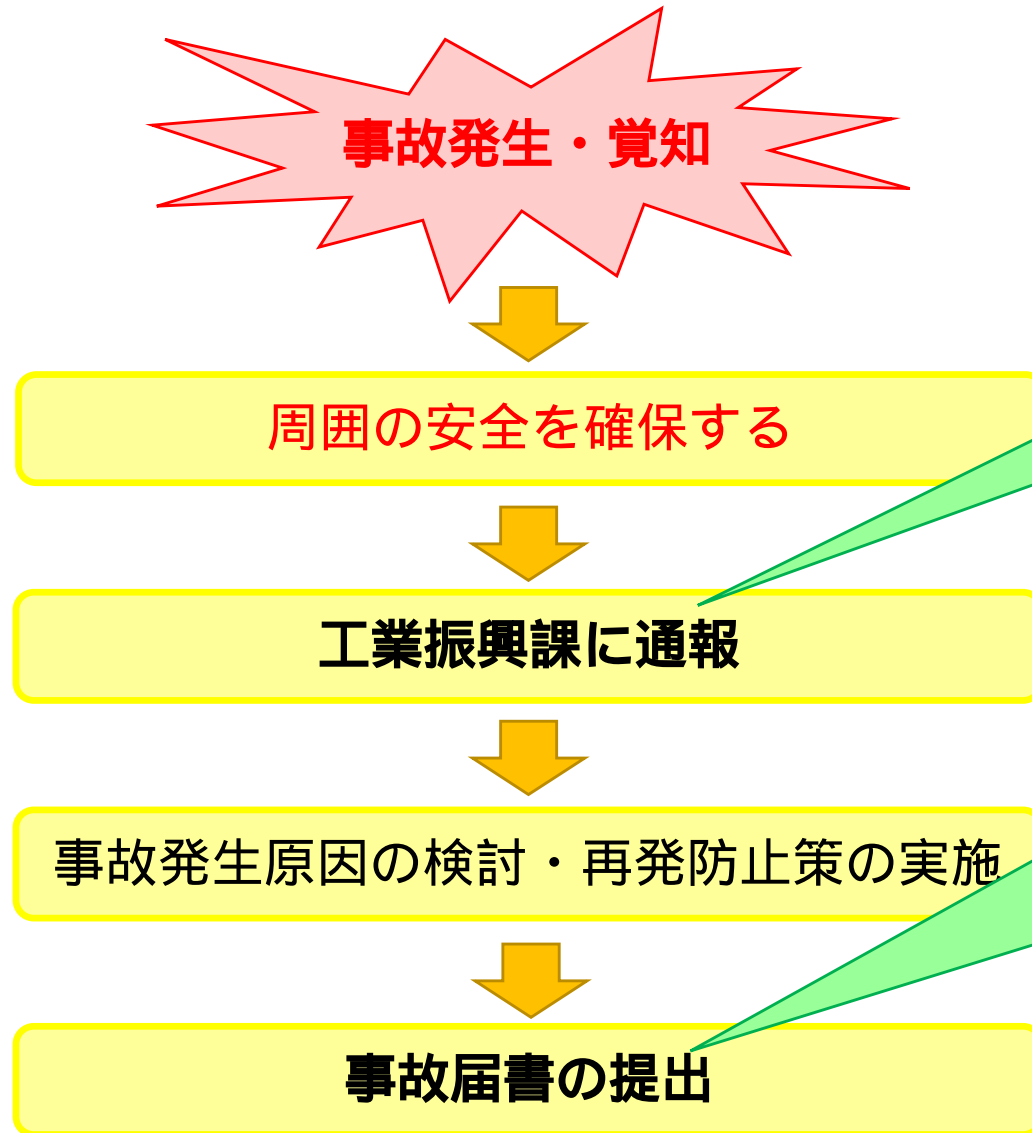 事故発生・覚知
周囲の安全を確保する
工業振興課に通報
事故発生原因の検討・再発防止策の実施
事故届書の提出